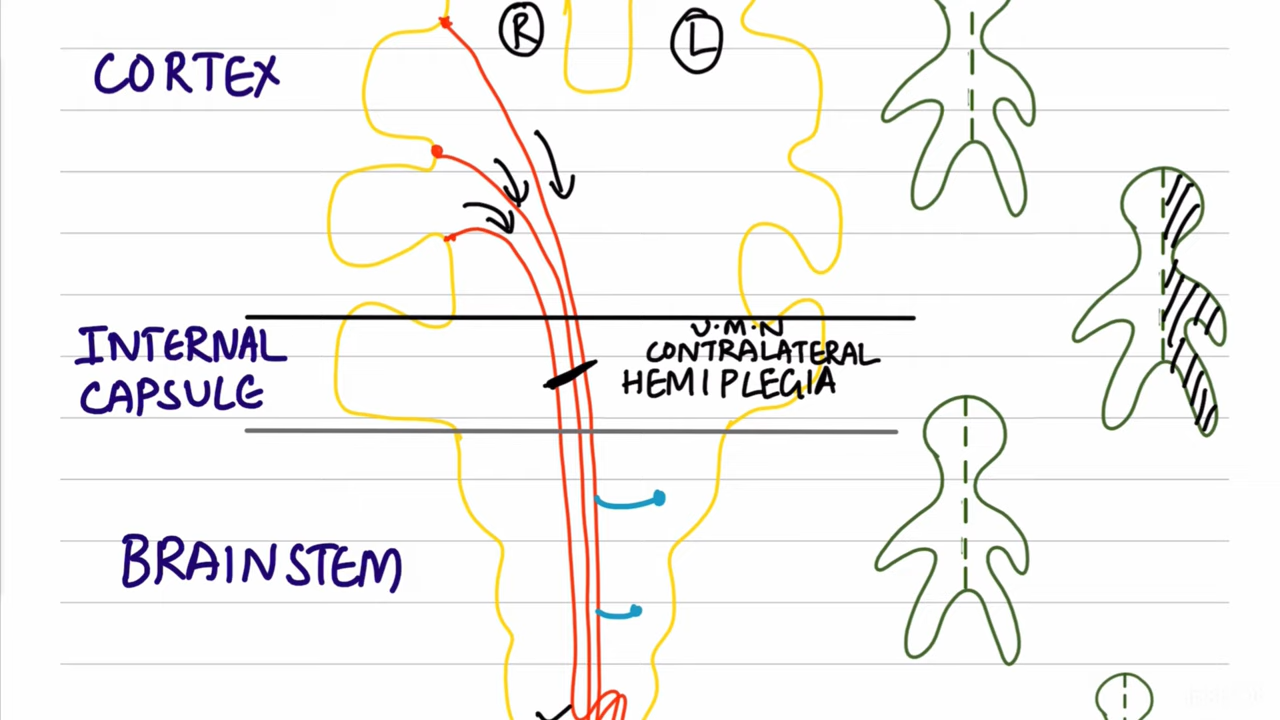 R
L
CORTEX
U.M.N
CONTRALATERAL
HEMIPLEGIA
INTERNAL
CAPSULE
BRAINSTEM